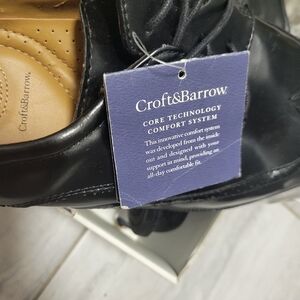 Croft&Barrow
Croft&Barrow.
CORE TECHNOLOGY
COMFORT SYSTEM
This innovative comfort system
was developed from the inside
out and designed with your
support in mind, providing an
all-day comfortable fit.